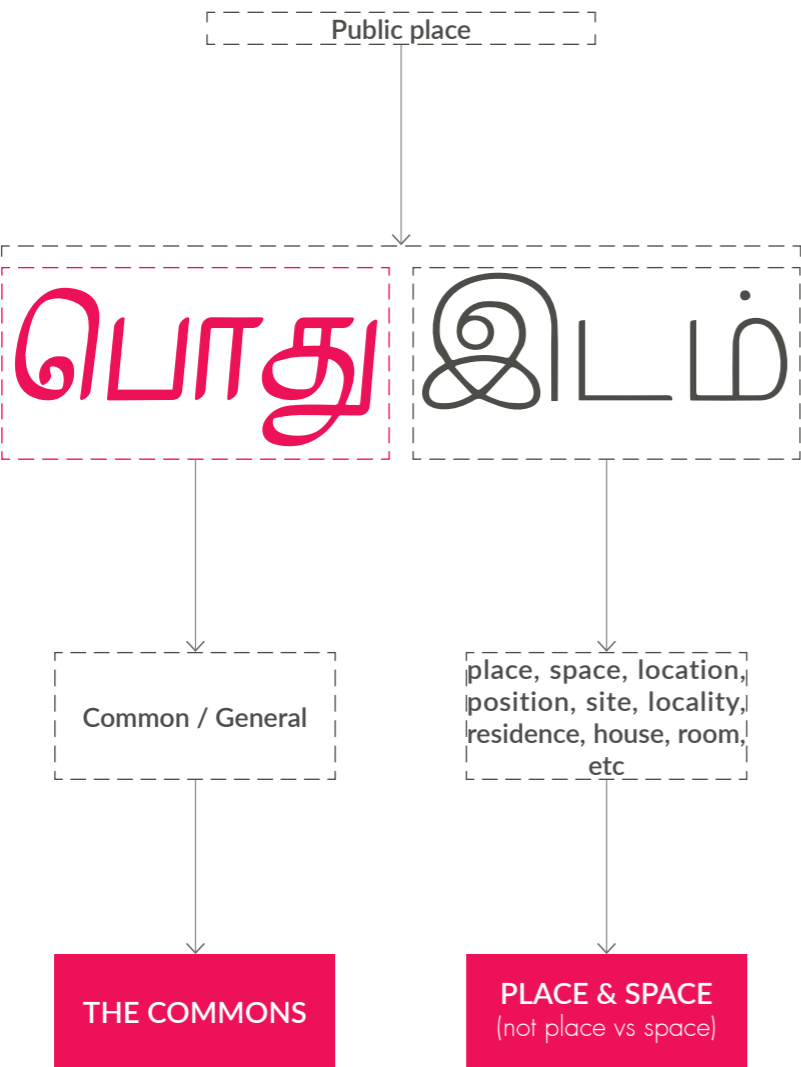 Public place
பொது இடம்
Common / General
place, space, location,
position, site, locality,
residence, house, room,
etc
THE COMMONS
PLACE & SPACE
(not place vs space)